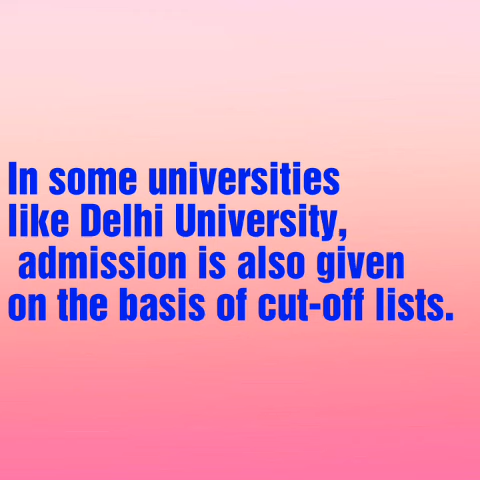 In some universities
like Delhi University,
admission is also given
on the basis of cut-off lists.